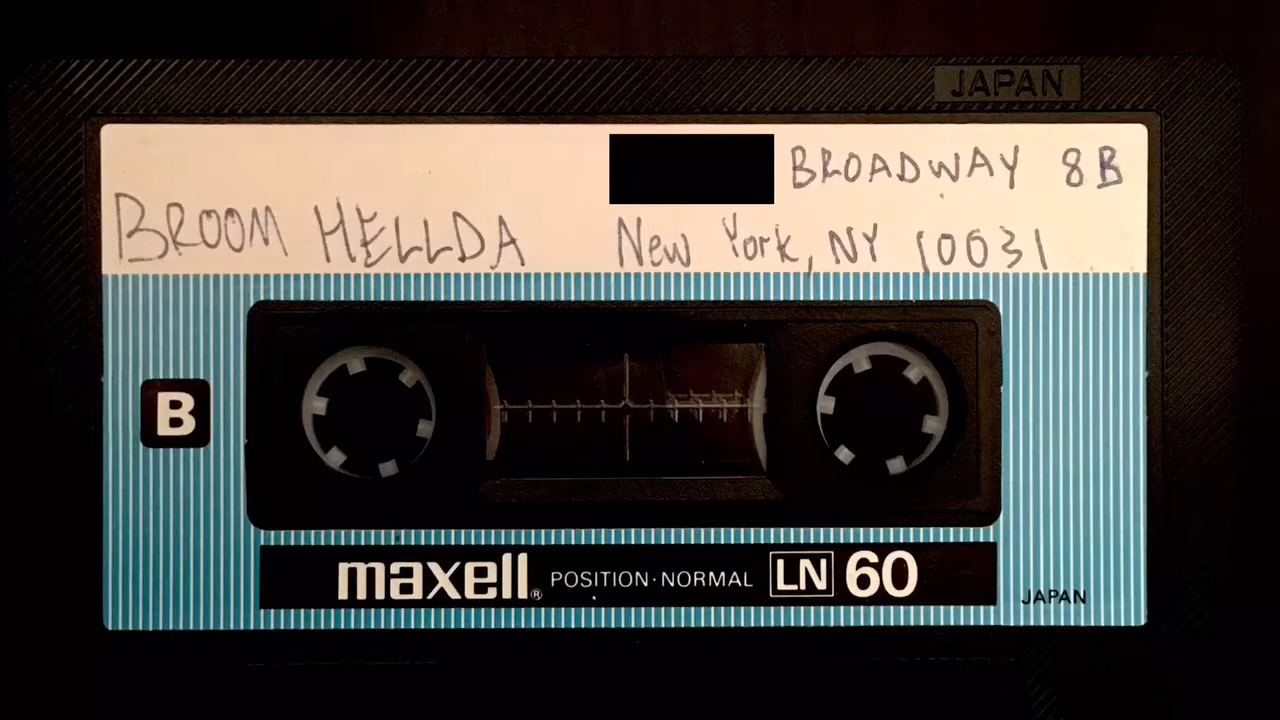 JAPAN
BROADWAY 8B
BROOM HELLDA New York, NY 10031
B
maxell® POSITION·NORMAL LN 60
JAPAN